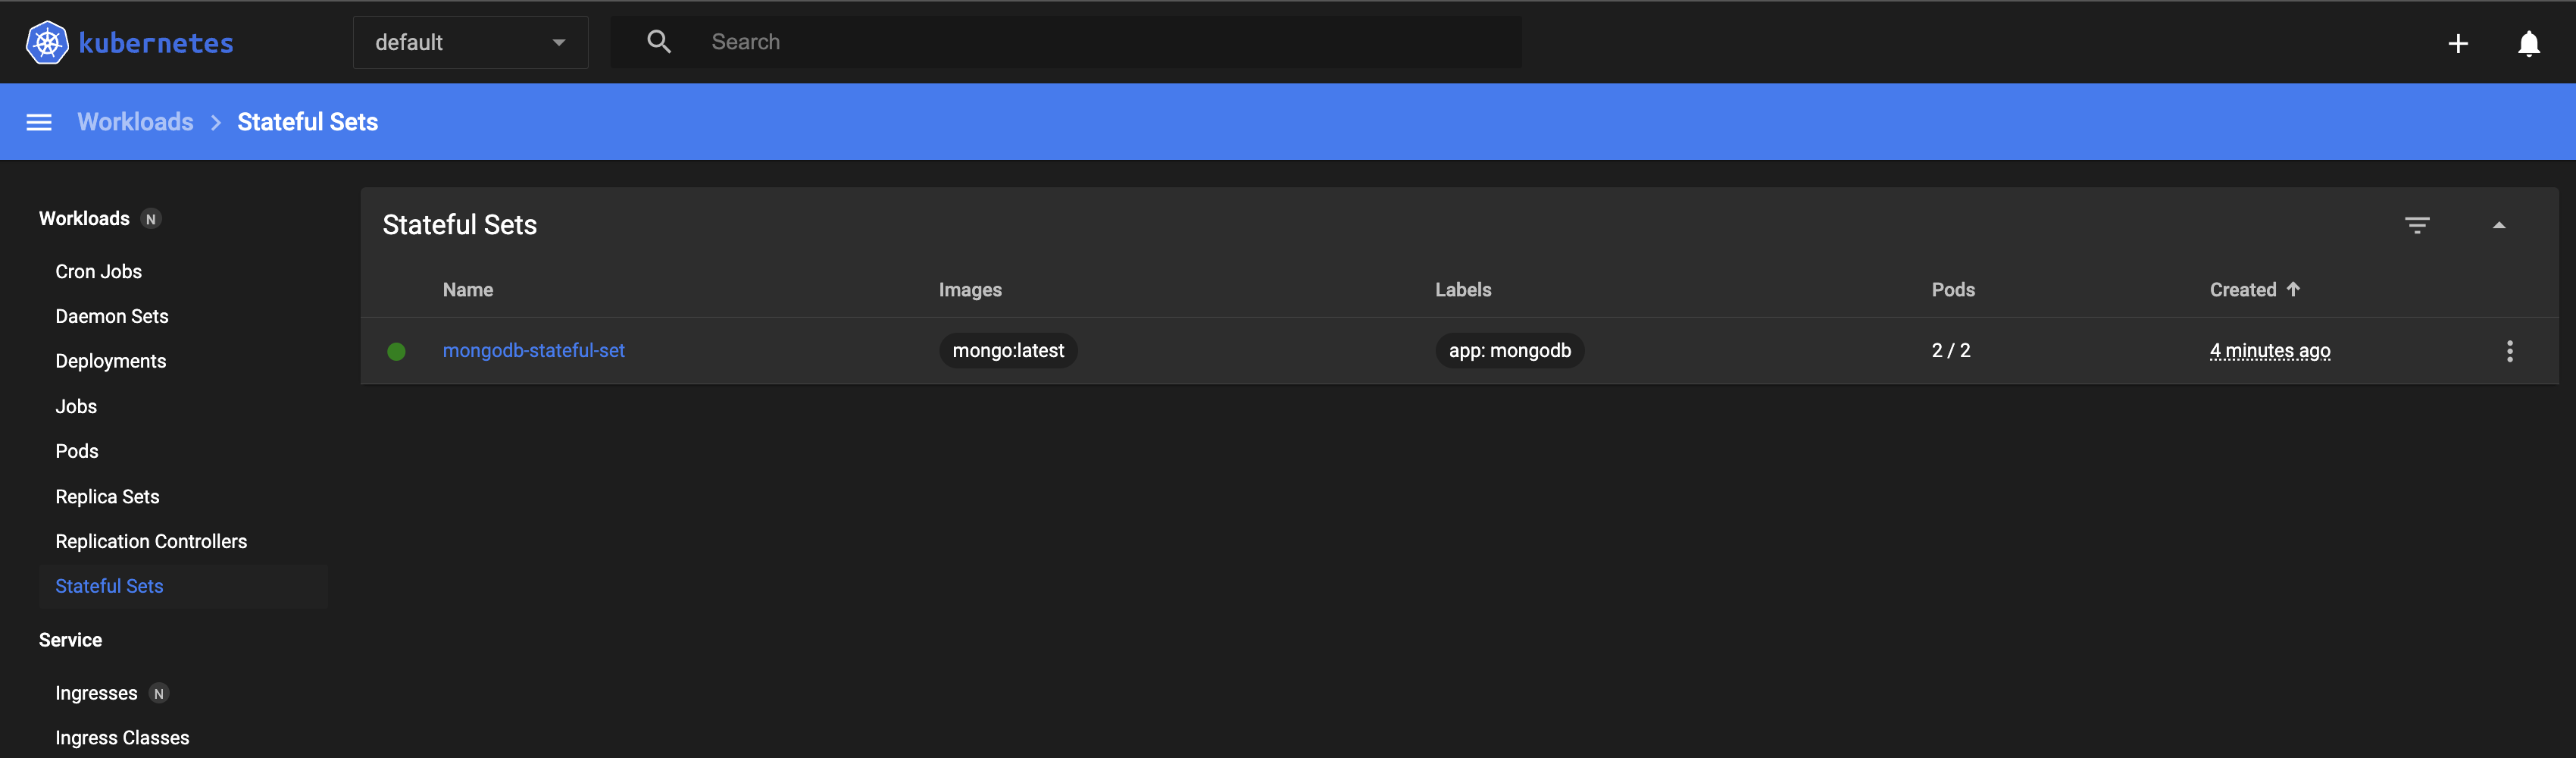 kubernetes
default
Search
Workloads > Stateful Sets
Workloads N
Cron Jobs
Daemon Sets
Deployments
Jobs
Pods
Replica Sets
Replication Controllers
Stateful Sets
Service
Ingresses N
Ingress Classes
Stateful Sets
Name Images Labels Pods Created
mongodb-stateful-set mongo:latest app: mongodb 2 / 2 4 minutes ago